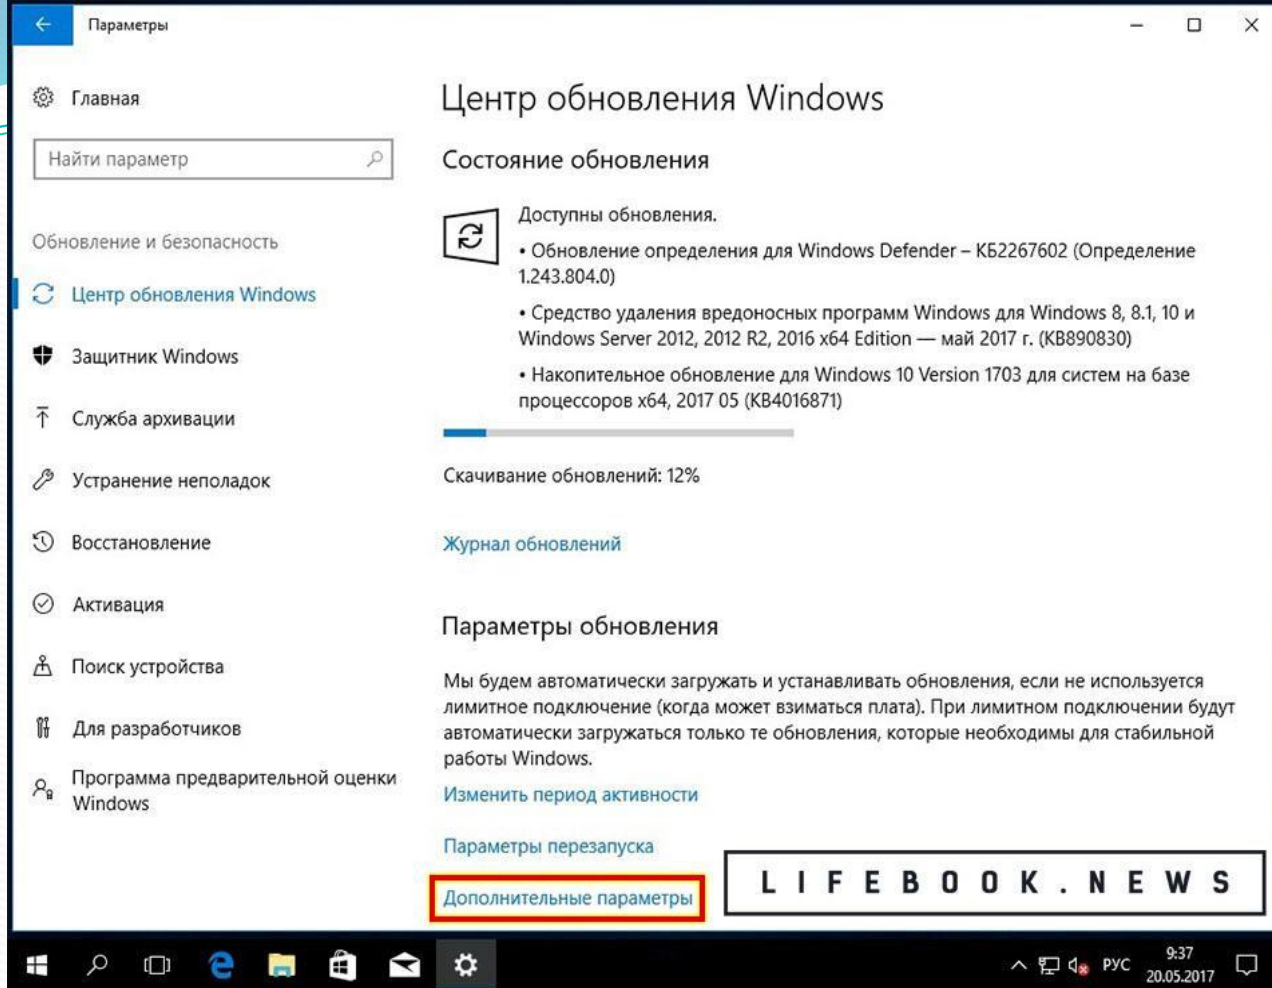 Параметры
Главная
Найти параметр
Обновление и безопасность
Центр обновления Windows
Защитник Windows
Служба архивации
Устранение неполадок
Восстановление
Активация
Поиск устройства
Для разработчиков
Программа предварительной оценки
Windows
Центр обновления Windows
Состояние обновления
Доступны обновления.
• Обновление определения для Windows Defender – КБ2267602 (Определение
1.243.804.0)
• Средство удаления вредоносных программ Windows для Windows 8, 8.1, 10 и
Windows Server 2012, 2012 R2, 2016 x64 Edition — май 2017 г. (KB890830)
• Накопительное обновление для Windows 10 Version 1703 для систем на базе
процессоров x64, 2017 05 (KB4016871)
Скачивание обновлений: 12%
Журнал обновлений
Параметры обновления
Мы будем автоматически загружать и устанавливать обновления, если не используется
лимитное подключение (когда может взиматься плата). При лимитном подключении будут
автоматически загружаться только те обновления, которые необходимы для стабильной
работы Windows.
Изменить период активности
Параметры перезапуска
Дополнительные параметры
LIFEBOOK.NEWS
РУС
9:37
20.05.2017